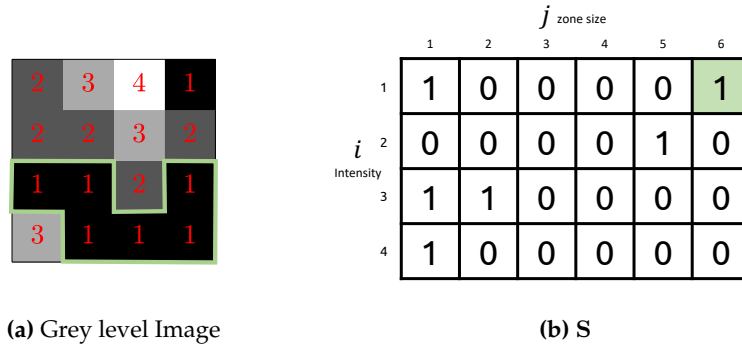 j zone size
1 2 3 4 5 6
2 3 4 1
2 2 3 2
1 1 2 1
3 1 1 1
i
Intensity
1 1 0 0 0 0 1
2 0 0 0 0 1 0
3 1 1 0 0 0 0
4 1 0 0 0 0 0
(a) Grey level Image
(b) S